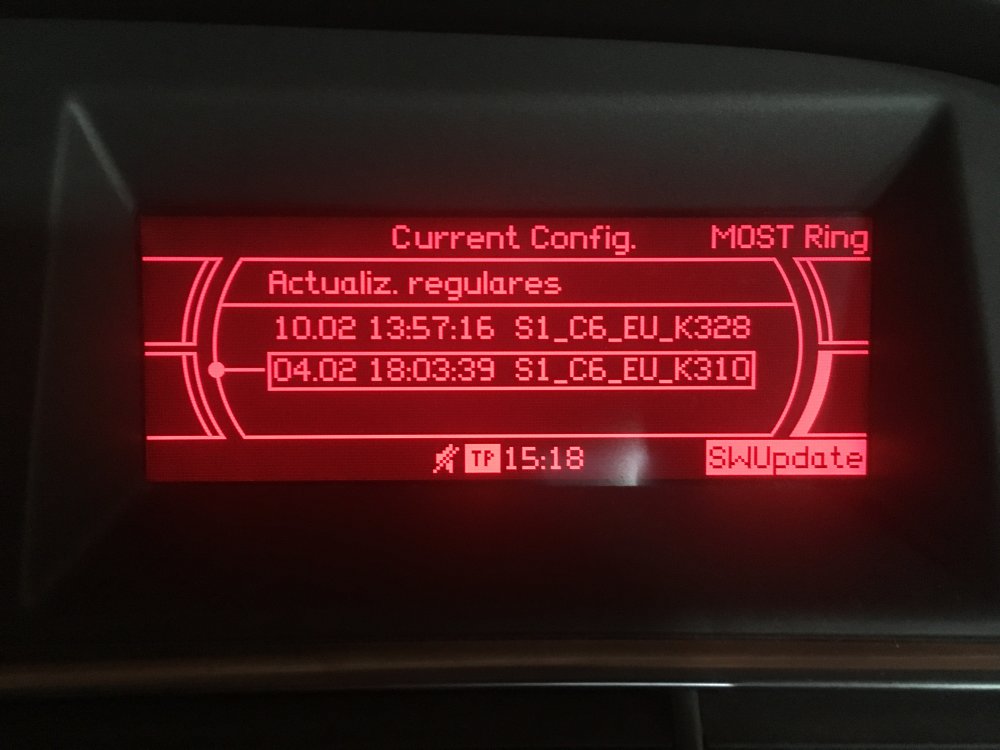 Current Config. MOST Ring
Actualiz. regulares
10.02 13:57:16 S1_C6_EU_K328
04.02 18:03:39 S1_C6_EU_K310
TP 15:18 SWUpdate